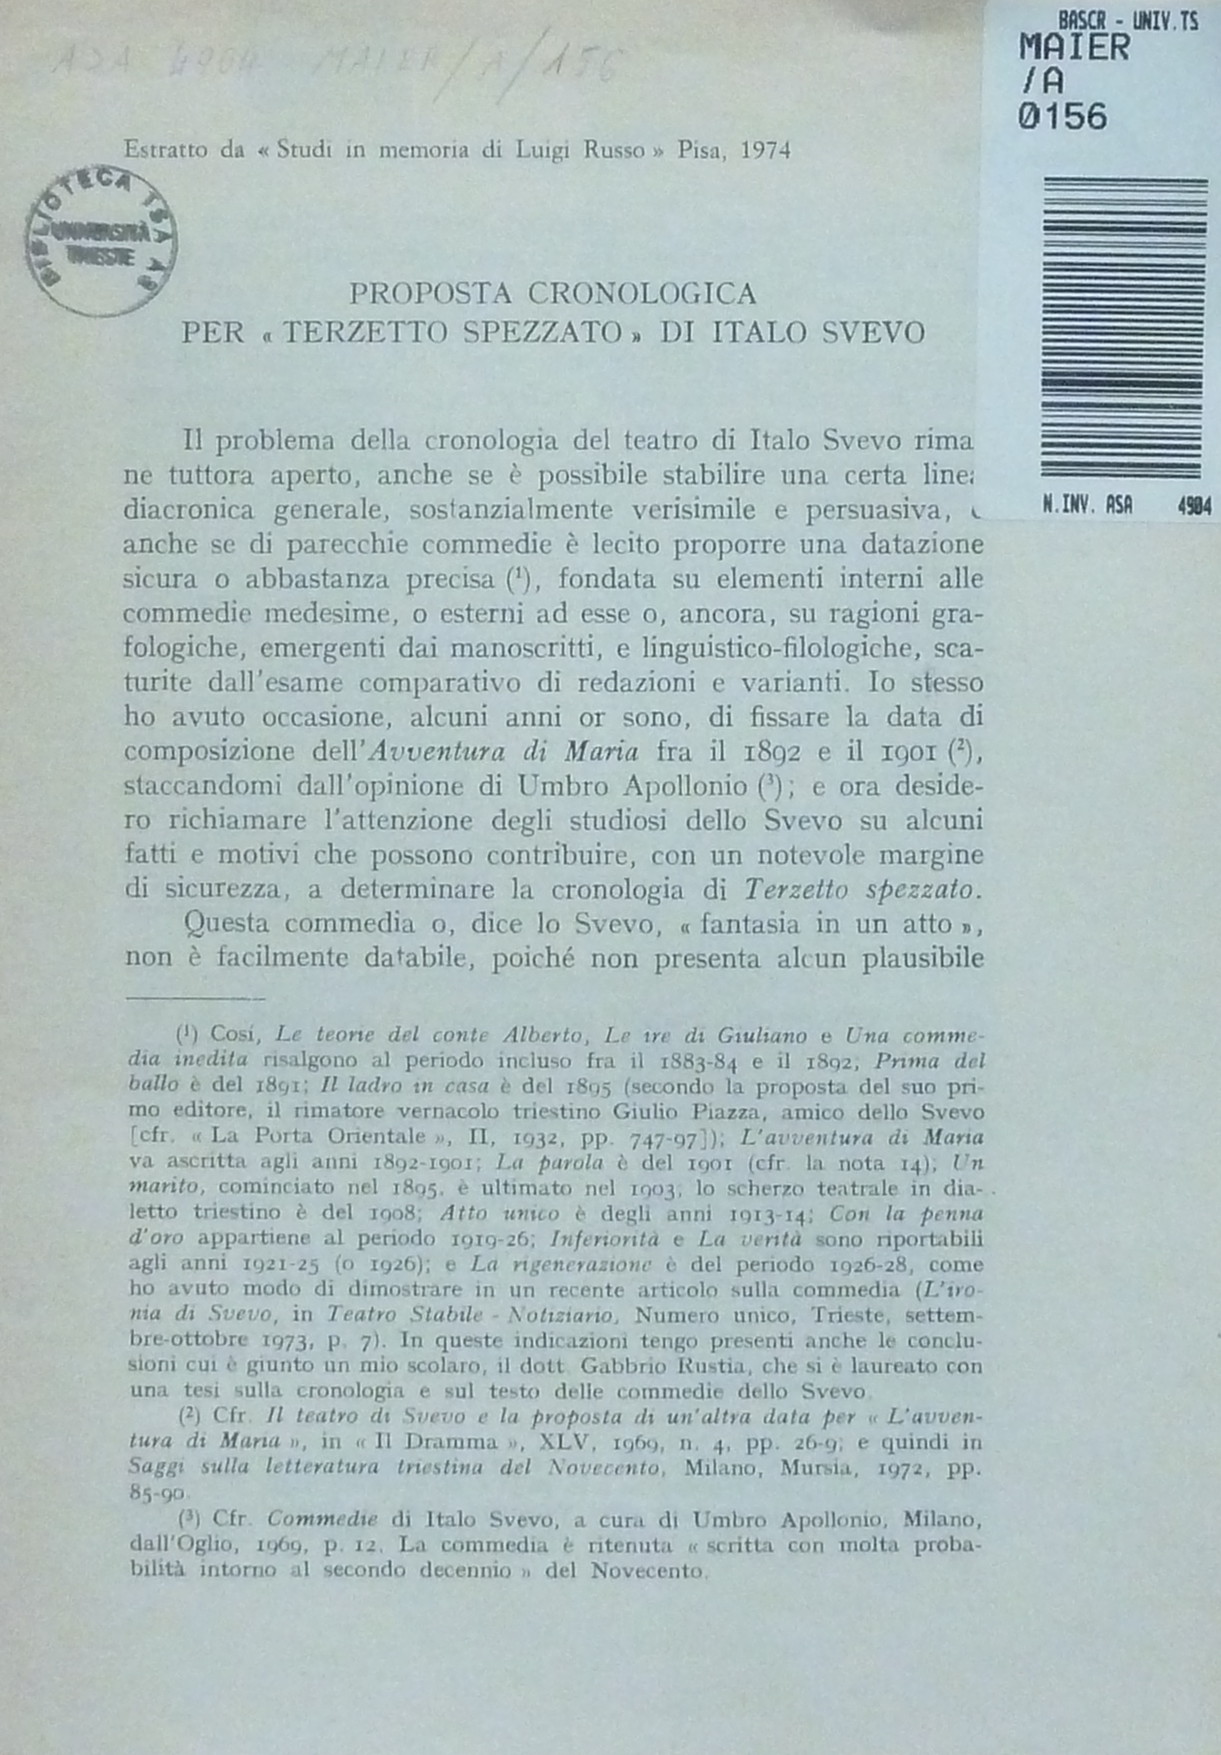 ASA 4904 MAIER/A/156
BASCR - UNIV.TS
MAIER
/A
0156
N.INV. ASA 4904
Estratto da « Studi in memoria di Luigi Russo » Pisa, 1974
BIBLIOTECA
UNIVERSITÀ
TRIESTE
PROPOSTA CRONOLOGICA
PER « TERZETTO SPEZZATO » DI ITALO SVEVO
Il problema della cronologia del teatro di Italo Svevo rima
ne tuttora aperto, anche se è possibile stabilire una certa linea
diacronica generale, sostanzialmente verisimile e persuasiva,
anche se di parecchie commedie è lecito proporre una datazione
sicura o abbastanza precisa (¹), fondata su elementi interni alle
commedie medesime, o esterni ad esse o, ancora, su ragioni gra-
fologiche, emergenti dai manoscritti, e linguistico-filologiche, sca-
turite dall'esame comparativo di redazioni e varianti. Io stesso
ho avuto occasione, alcuni anni or sono, di fissare la data di
composizione dell'Avventura di Maria fra il 1892 e il 1901 (²),
staccandomi dall'opinione di Umbro Apollonio (³); e ora deside-
ro richiamare l'attenzione degli studiosi dello Svevo su alcuni
fatti e motivi che possono contribuire, con un notevole margine
di sicurezza, a determinare la cronologia di Terzetto spezzato.
Questa commedia o, dice lo Svevo, « fantasia in un atto »,
non è facilmente databile, poiché non presenta alcun plausibile
(¹) Cosí, Le teorie del conte Alberto, Le ire di Giuliano e Una comme-
dia inedita risalgono al periodo incluso fra il 1883-84 e il 1892; Prima del
ballo è del 1891; Il ladro in casa è del 1895 (secondo la proposta del suo pri-
mo editore, il rimatore vernacolo triestino Giulio Piazza, amico dello Svevo
[cfr. « La Porta Orientale », II, 1932, pp. 747-97]); L'avventura di Maria
va ascritta agli anni 1892-1901; La parola è del 1901 (cfr. la nota 14); Un
marito, cominciato nel 1895, è ultimato nel 1903; lo scherzo teatrale in dia-
letto triestino è del 1908; Atto unico è degli anni 1913-14; Con la penna
d'oro appartiene al periodo 1919-26; Inferiorità e La verità sono riportabili
agli anni 1921-25 (o 1926); e La rigenerazione è del periodo 1926-28, come
ho avuto modo di dimostrare in un recente articolo sulla commedia (L'iro-
nia di Svevo, in Teatro Stabile - Notiziario, Numero unico, Trieste, settem-
bre-ottobre 1973, p. 7). In queste indicazioni tengo presenti anche le conclu-
sioni cui è giunto un mio scolaro, il dott. Gabbrio Rustia, che si è laureato con
una tesi sulla cronologia e sul testo delle commedie dello Svevo.
(²) Cfr. Il teatro di Svevo e la proposta di un'altra data per « L'avven-
tura di Maria », in « Il Dramma », XLV, 1969, n. 4, pp. 26-9; e quindi in
Saggi sulla letteratura triestina del Novecento, Milano, Mursia, 1972, pp.
85-90.
(³) Cfr. Commedie di Italo Svevo, a cura di Umbro Apollonio, Milano,
dall'Oglio, 1969, p. 12. La commedia è ritenuta « scritta con molta proba-
bilità intorno al secondo decennio » del Novecento.